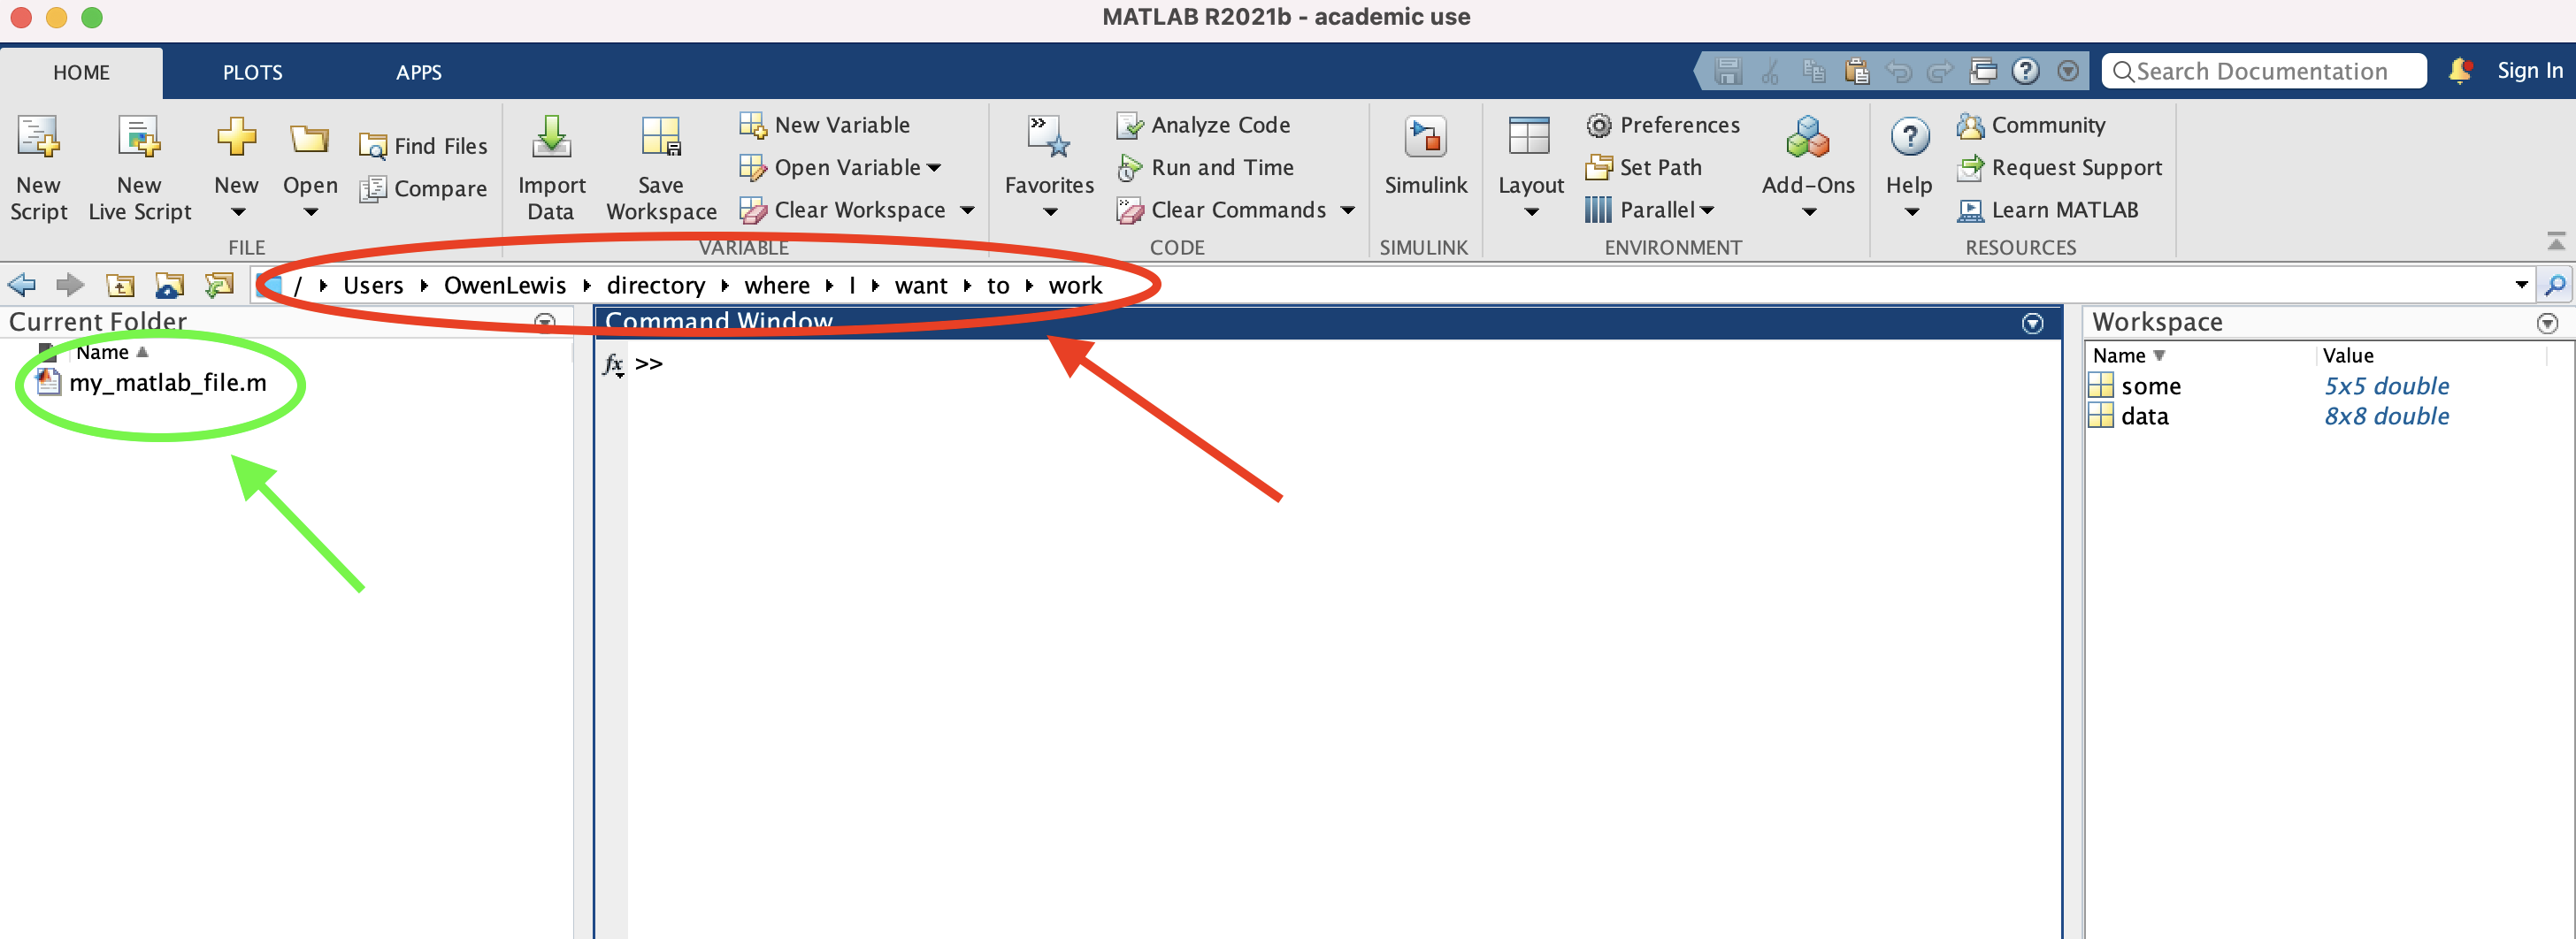 MATLAB R2021b - academic use
HOME PLOTS APPS Search Documentation Sign In
New Script
New Live Script
New
Open
Find Files
Compare
FILE
Import Data
Save Workspace
New Variable
Open Variable
Clear Workspace
VARIABLE
Favorites
Analyze Code
Run and Time
Clear Commands
CODE
Simulink
SIMULINK
Layout
Preferences
Set Path
Parallel
Add-Ons
ENVIRONMENT
Help
Community
Request Support
Learn MATLAB
RESOURCES
/ Users OwenLewis directory where I want to work
Current Folder
Name
my_matlab_file.m
Command Window
fx >>
Workspace
Name Value
some 5x5 double
data 8x8 double